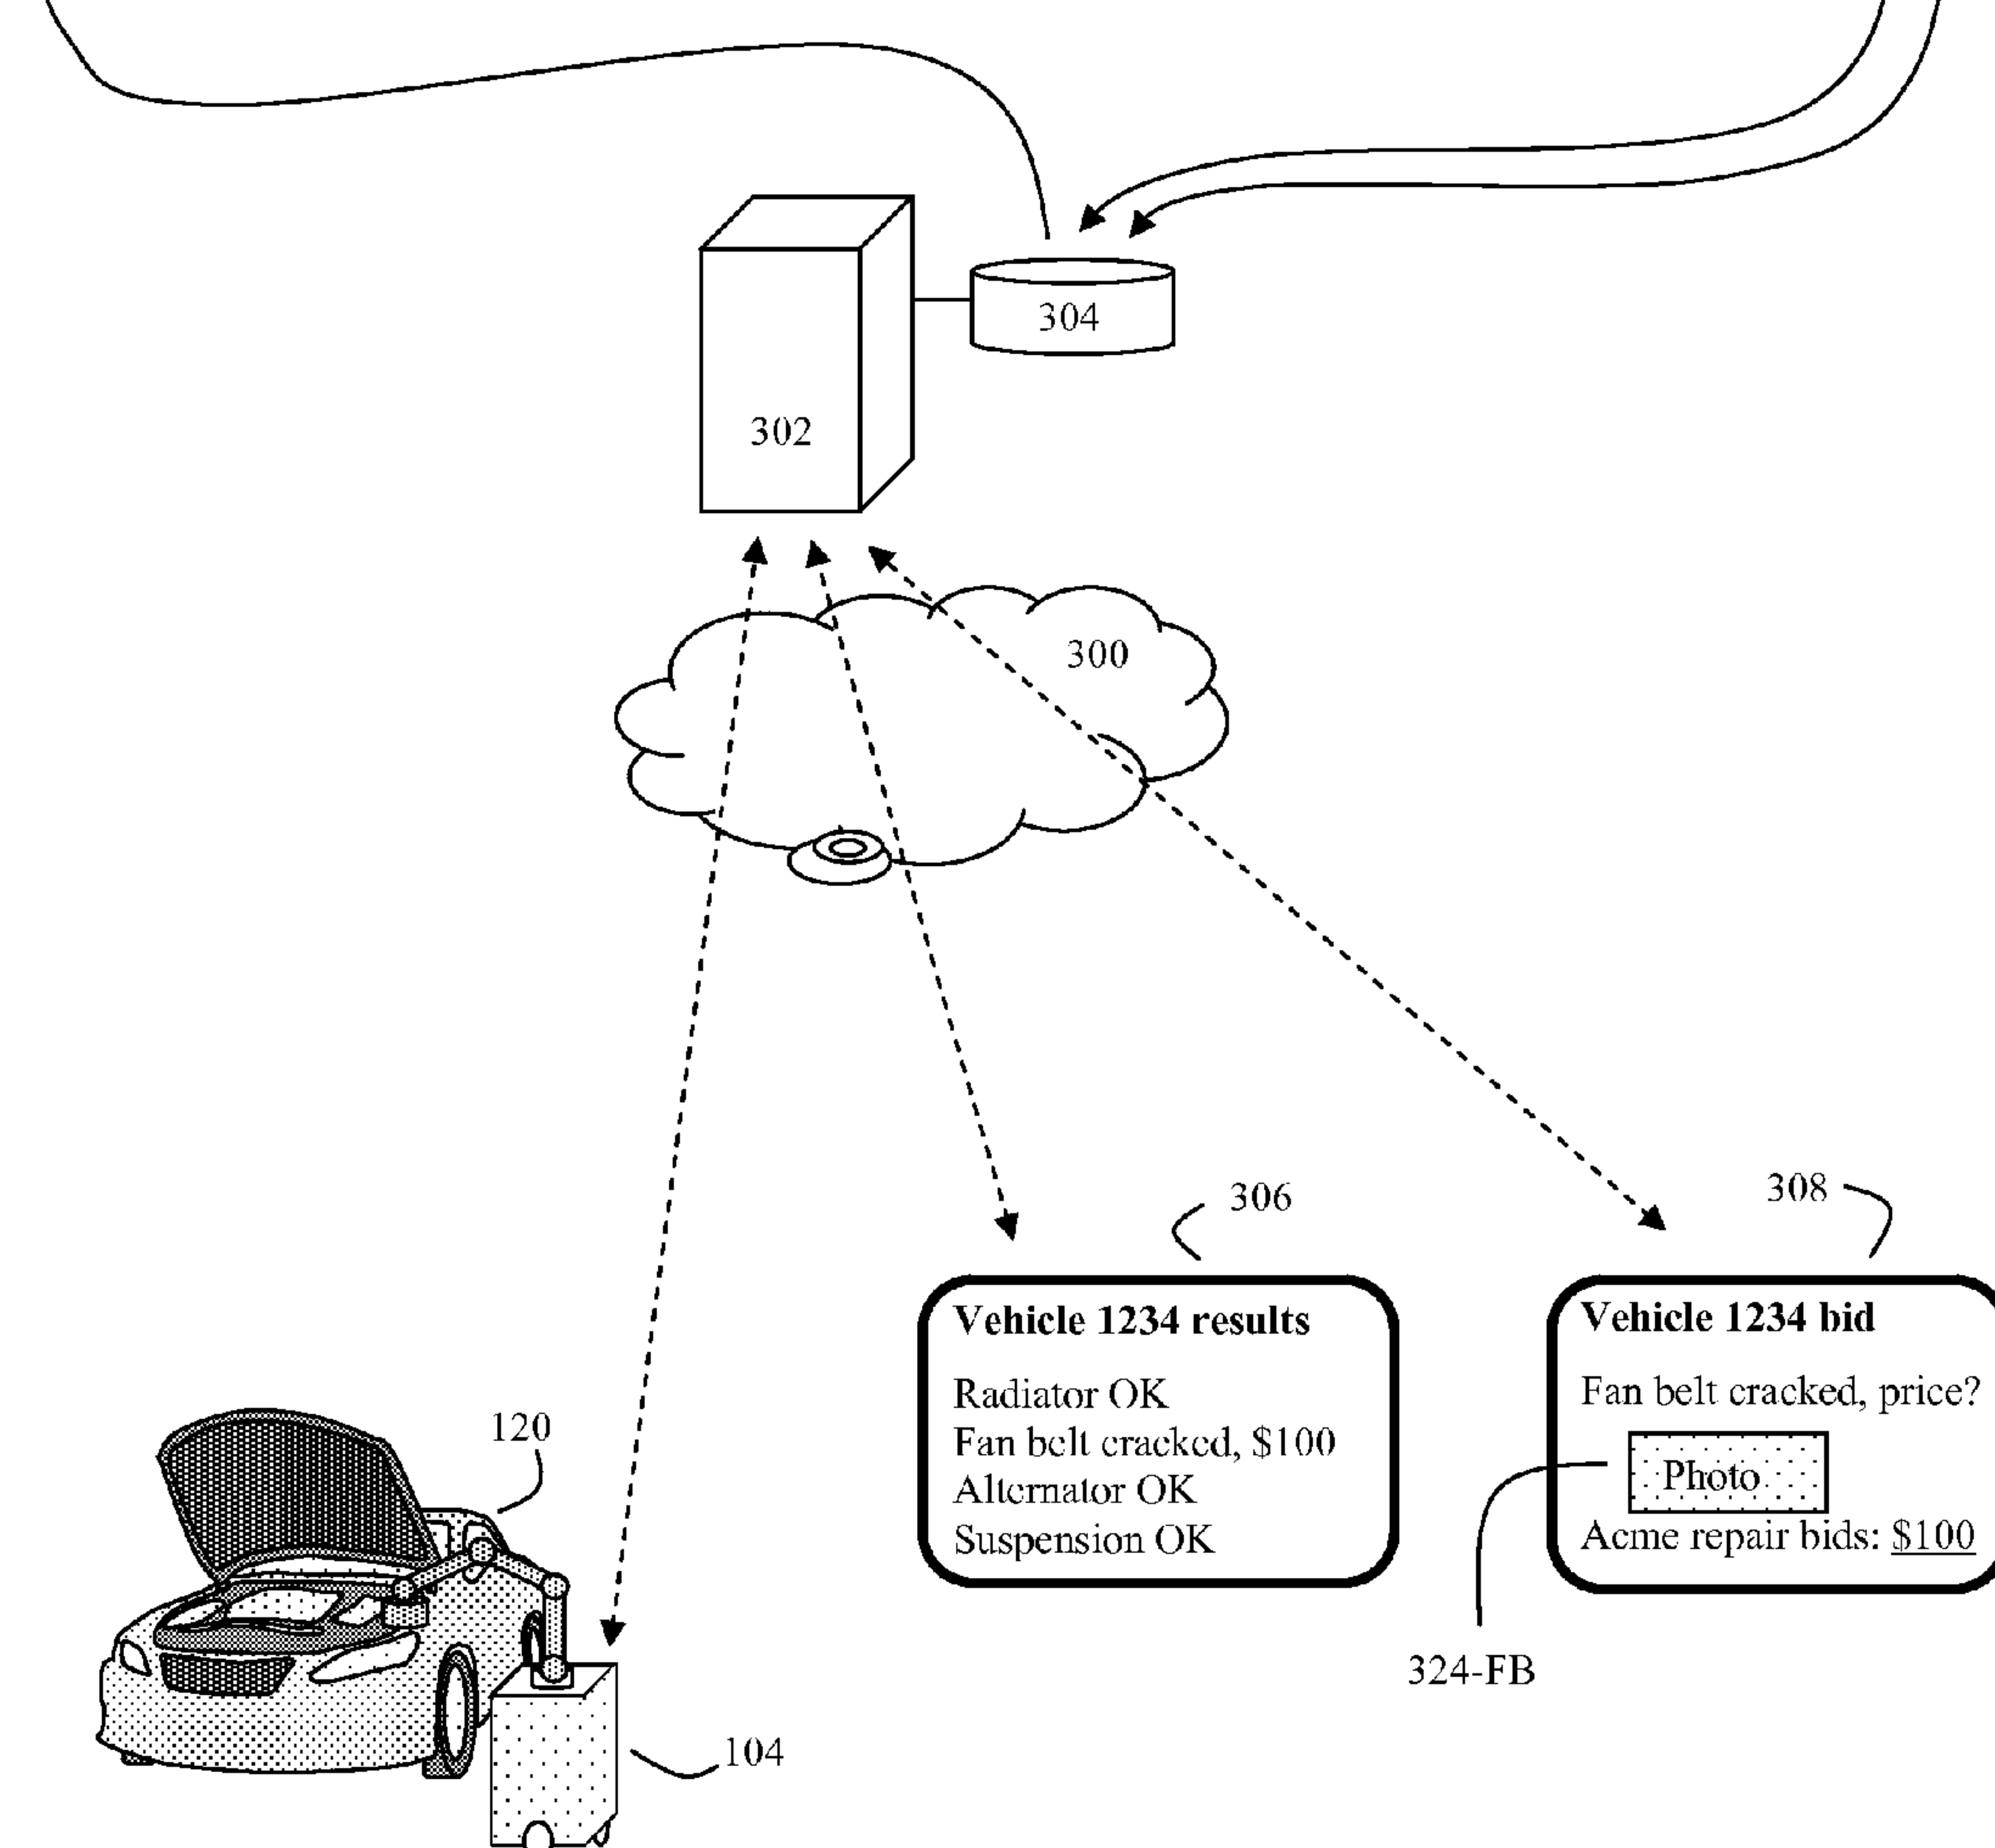 304
302
300
306
308
Vehicle 1234 results
Radiator OK
Fan belt cracked, $100
Alternator OK
Suspension OK
Vehicle 1234 bid
Fan belt cracked, price?
Photo
Acme repair bids: $100
120
324-FB
104